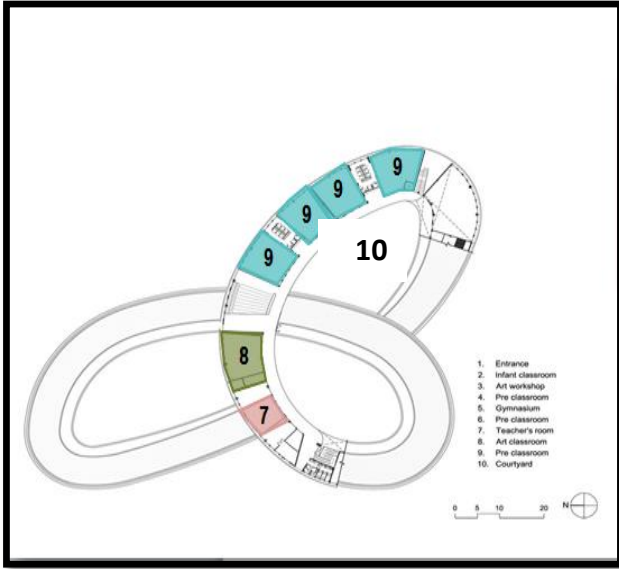 9
9
9
9
10
8
7
1. Entrance
2. Infant classroom
3. Art workshop
4. Pre classroom
5. Gymnasium
6. Pre classroom
7. Teacher's room
8. Art classroom
9. Pre classroom
10. Courtyard
0 5 10 20 N